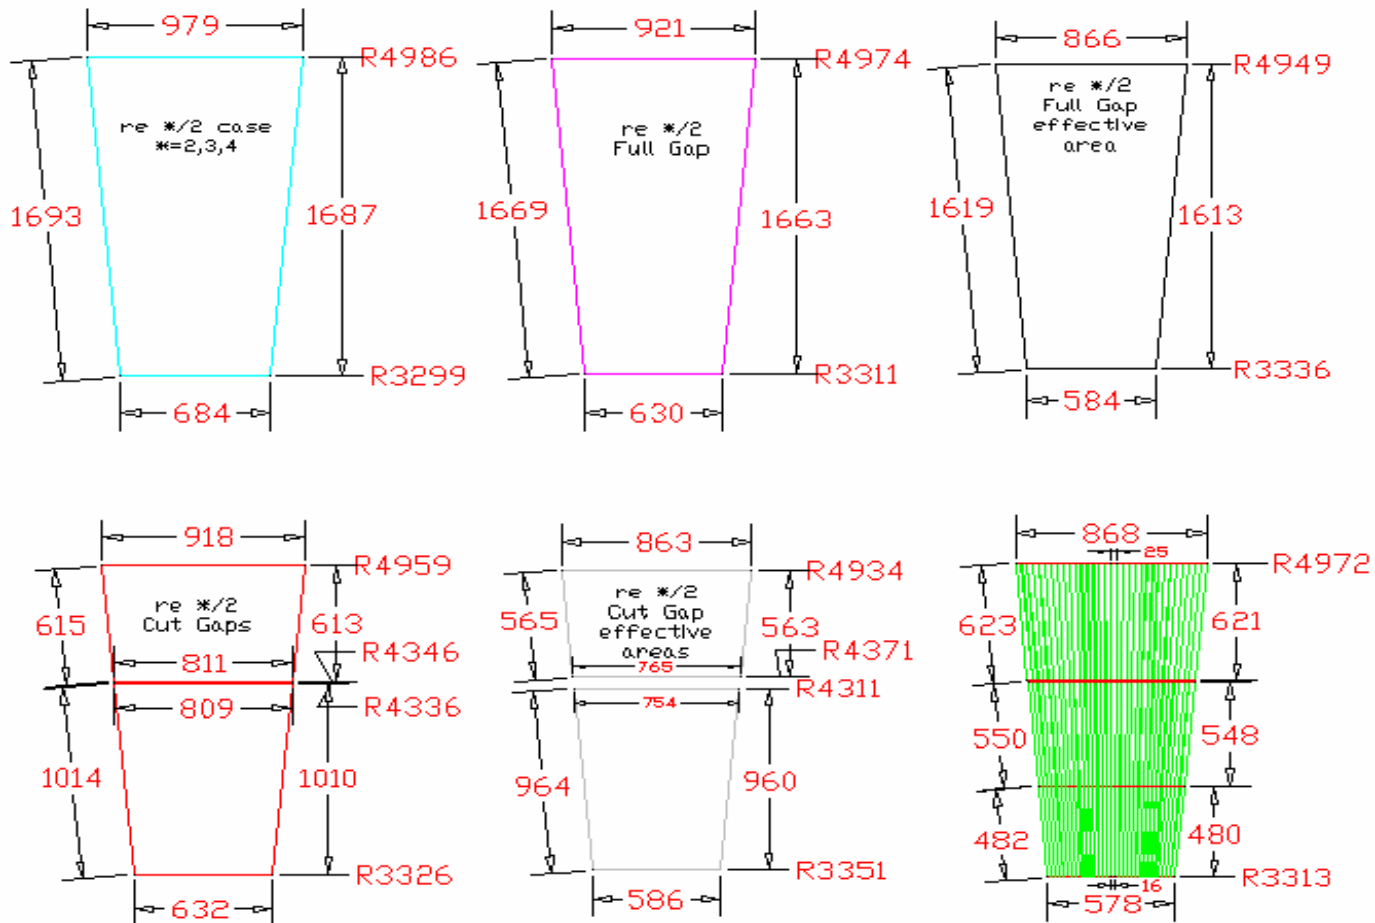 979
R4986
re */2 case
*=2,3,4
1693
1687
R3299
684
921
R4974
re */2
Full Gap
1669
1663
R3311
630
866
R4949
re */2
Full Gap
effective
area
1619
1613
R3336
584
918
R4959
re */2
Cut Gaps
615
613
811
R4346
809
R4336
1014
1010
R3326
632
863
R4934
re */2
Cut Gap
effective
areas
565
563
765
R4371
R4311
754
964
960
R3351
586
868
25
R4972
623
621
550
548
482
480
R3313
16
578